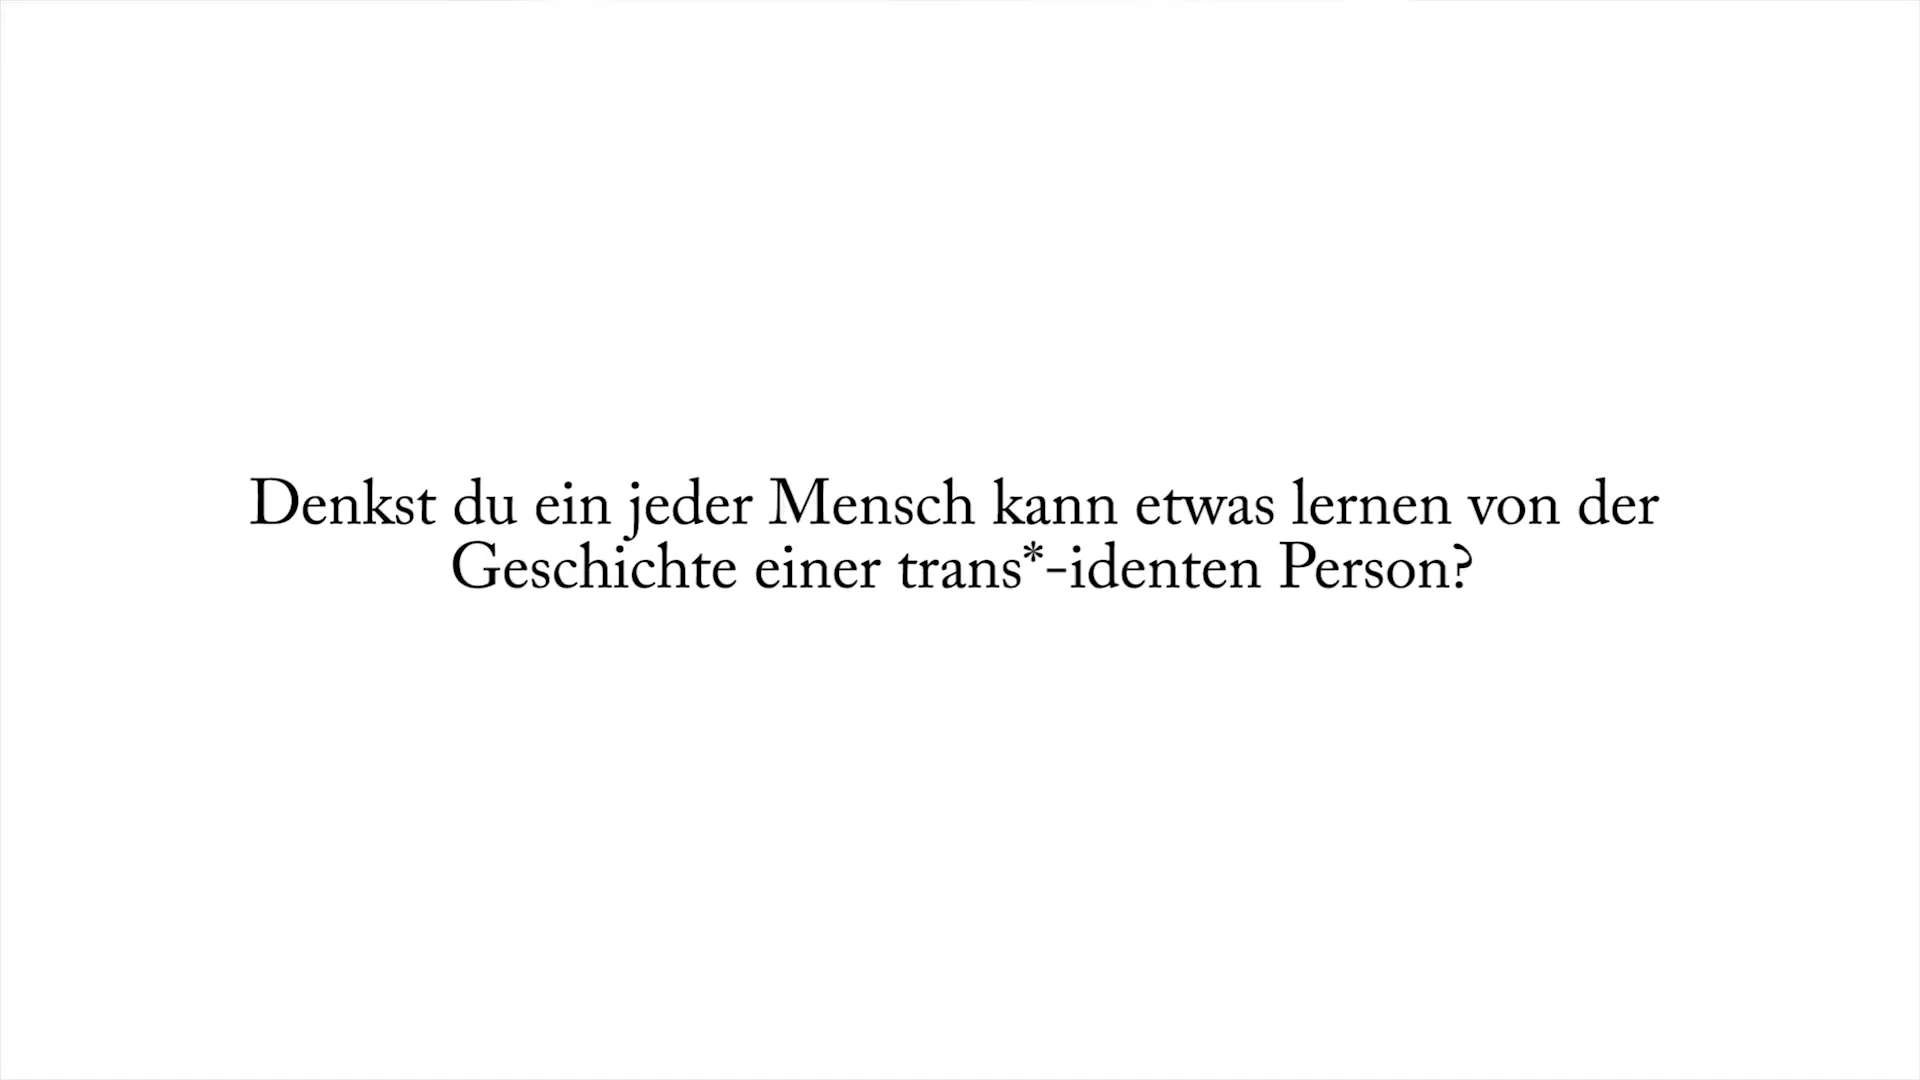 Denkst du ein jeder Mensch kann etwas lernen von der
Geschichte einer trans*-identen Person?